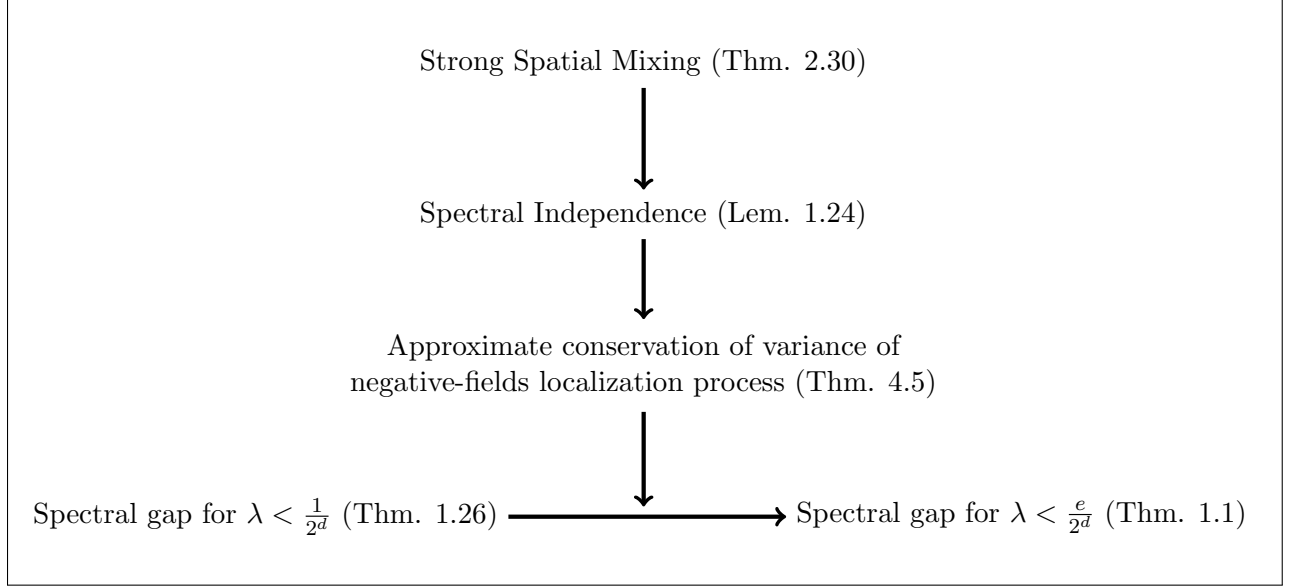 Strong Spatial Mixing (Thm. 2.30)
Spectral Independence (Lem. 1.24)
Approximate conservation of variance of
negative-fields localization process (Thm. 4.5)
Spectral gap for λ < 1/2^d (Thm. 1.26)
Spectral gap for λ < e/2^d (Thm. 1.1)